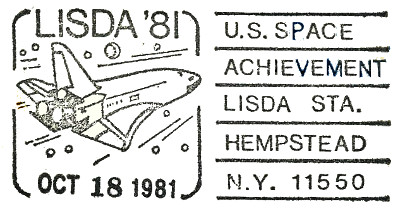 LISDA '81
OCT 18 1981
U.S. SPACE
ACHIEVEMENT
LISDA STA.
HEMPSTEAD
N.Y. 11550